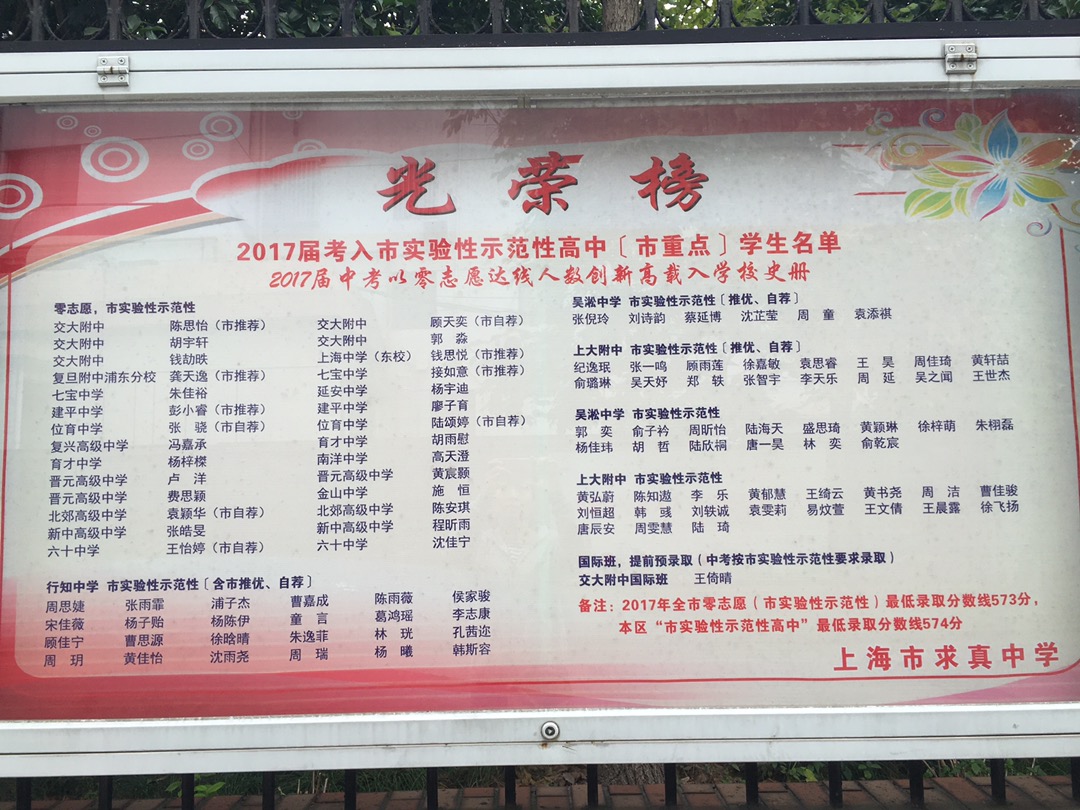 光荣榜
2017届考入市实验性示范性高中〔市重点〕学生名单
2017届中考以零志愿达线人数创新高载入学校史册
零志愿，市实验性示范性
交大附中 陈思怡（市推荐） 交大附中 顾天奕（市自荐）
交大附中 胡宇轩 交大附中 郭 淼
交大附中 钱劼昳 上海中学（东校） 钱思悦（市推荐）
复旦附中浦东分校 龚天逸（市推荐） 七宝中学 接如意（市推荐）
七宝中学 朱佳裕 延安中学 杨宇迪
建平中学 彭小睿（市推荐） 建平中学 廖子育
位育中学 张 骁（市自荐） 位育中学 陆颂婷（市自荐）
复兴高级中学 冯嘉承 育才中学 胡雨慰
育才中学 杨梓榤 南洋中学 高天澄
晋元高级中学 卢 洋 晋元高级中学 黄宸颢
晋元高级中学 费思颖 金山中学 施 恒
北郊高级中学 袁颖华（市自荐） 北郊高级中学 陈安琪
新中高级中学 张皓旻 新中高级中学 程昕雨
六十中学 王怡婷（市自荐） 六十中学 沈佳宁
行知中学 市实验性示范性〔含市推优、自荐〕
周思婕 张雨霏 浦子杰 曹嘉成 陈雨薇 侯家骏
宋佳薇 杨子贻 杨陈伊 童 言 葛鸿瑶 李志康
顾佳宁 曹思源 徐晗晴 朱逸菲 林 珖 孔茜迩
周 玥 黄佳怡 沈雨尧 周 瑞 杨 曦 韩斯容
吴淞中学 市实验性示范性〔推优、自荐〕
张倪玲 刘诗韵 蔡延博 沈芷莹 周 童 袁添祺
上大附中 市实验性示范性〔推优、自荐〕
纪逸珉 张一鸣 顾雨莲 徐嘉敏 袁思睿 王 昊 周佳琦 黄轩喆
俞璐琳 吴天妤 郑 轶 张智宇 李天乐 周 延 吴之闻 王世杰
吴淞中学 市实验性示范性
郭 奕 俞子衿 周昕怡 陆海天 盛思琦 黄颖琳 徐梓萌 朱栩磊
杨佳玮 胡 哲 陆欣祠 唐一昊 林 奕 俞乾宸
上大附中 市实验性示范性
黄弘蔚 陈知遨 李 乐 黄郁慧 王绮云 黄书尧 周 洁 曹佳骏
刘恒超 韩 彧 刘轶诚 袁雯莉 易炆萱 王文倩 王晨露 徐飞扬
唐辰安 周雯慧 陆 琦
国际班，提前预录取（中考按市实验性示范性要求录取）
交大附中国际班 王倚晴
备注：2017年全市零志愿（市实验性示范性）最低录取分数线573分，
本区“市实验性示范性高中”最低录取分数线574分
上海市求真中学